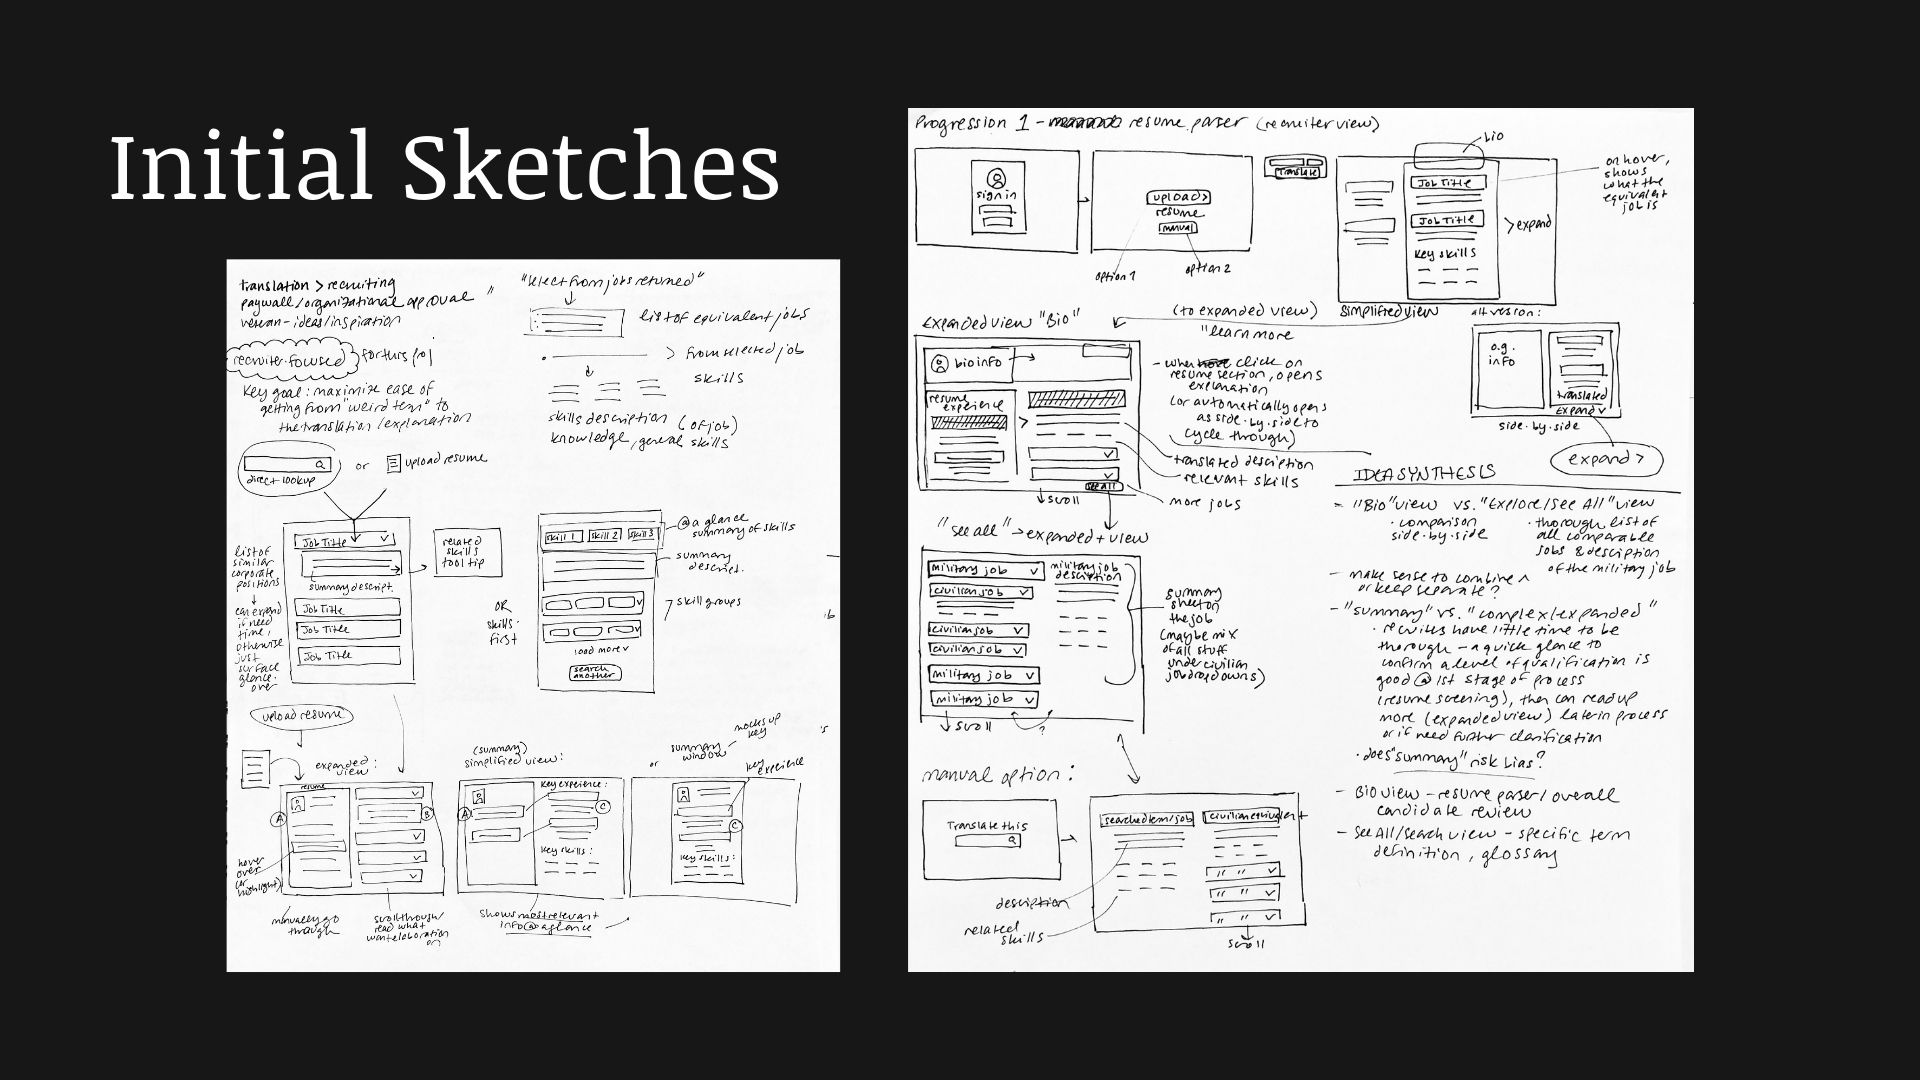 Initial Sketches
translation > recruiting
paywall/organizational approval "
veteran - ideas/inspiration
recruiter-focused for this proj
Key goal: maximize ease of
getting from "weird term" to
the translation/explanation
direct lookup
or
upload resume
"select from jobs returned"
list of equivalent jobs
> from selected job
skills
skills description (of job)
knowledge, general skills
list of
similar
corporate
positions
can expand
if need
time,
otherwise
just
surface
glance-
over
Job Title
summary descript.
Job Title
Job Title
Job Title
related
skills
tool tip
OR
skills-
first
skill 1 skill 2 skill 3
@ a glance
summary of skills
summary
descript.
skill groups
load more
search
another
upload resume
expanded
view:
resume
A
B
hover
over
(or
highlight)
manually go
through
scroll through/
read what
want elaboration
on
(summary)
simplified view:
A
key experience:
C
key skills:
shows most relevant
info @ a glance
or
summary
window
mocks up
key
key experience
C
key skills:
Progression 1 - resume parser (recruiter view)
sign in
upload >
resume
manual
option 1
option 2
Translate
bio
Job Title
Job Title
key skills
> expand
on hover,
shows
what the
equivalent
job is
simplified view
(to expanded view)
"learn more
alt version:
e.g.
info
translated
expand v
side-by-side
expand >
Expanded view "Bio"
bio info
resume
experience
see all
scroll
- when click on
resume section, opens
explanation
(or automatically opens
as side-by-side to
cycle through)
translated description
relevant skills
more jobs
"see all" → expanded + view
military job
civilian job
civilian job
civilian job
military job
military job
military job
description
scroll
?
summary
sheet on
the job
(maybe mix
of all stuff
under civilian
job dropdowns)
manual option:
Translate this
searched term/job
civilian equivalent
" "
" "
" "
description
related
skills
scroll
IDEA SYNTHESIS
- "Bio" view vs. "Explore/See All" view
· comparison
side-by-side
· thorough list of
all comparable
jobs & description
of the military job
- make sense to combine ^
or keep separate?
- "summary" vs. "complex/expanded"
· recruiters have little time to be
thorough - a quick glance to
confirm a level of qualification is
good @ 1st stage of process
(resume screening), then can read up
more (expanded view) later in process
or if need further clarification
· does "summary" risk bias?
- Bio view - resume parser/overall
candidate review
- See All/search view - specific term
definition, glossary